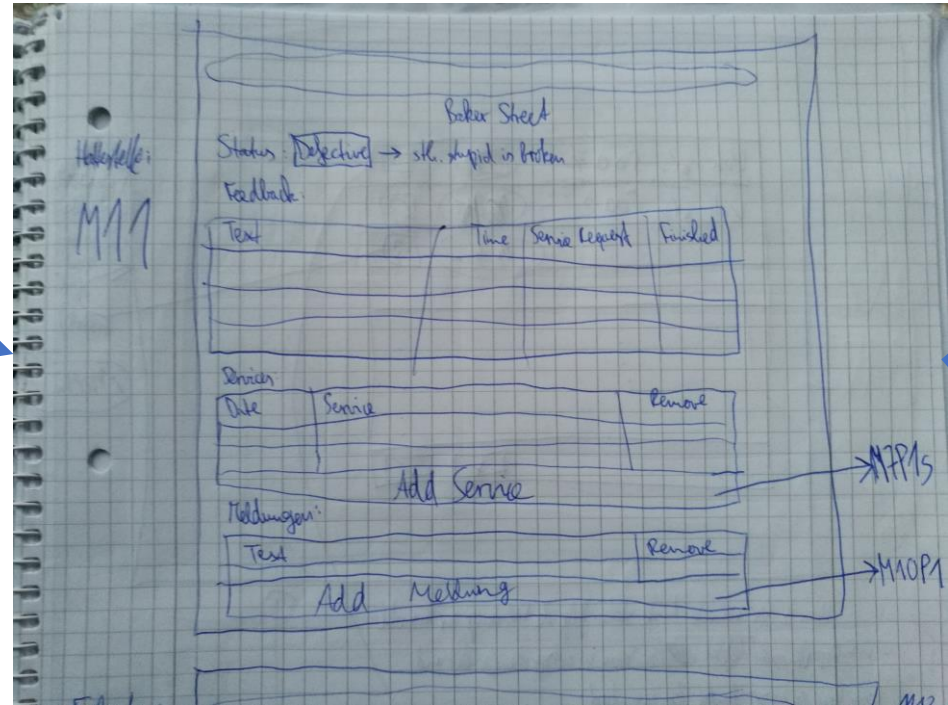 Baker Street
Haltestelle:
M11
Status: Defective → sth. stupid is broken
Feedback:
Text Time Service Request Finished
Services:
Date Service Remove
Add Service
M7P1s
Meldungen:
Text Remove
Add Meldung
M10P1